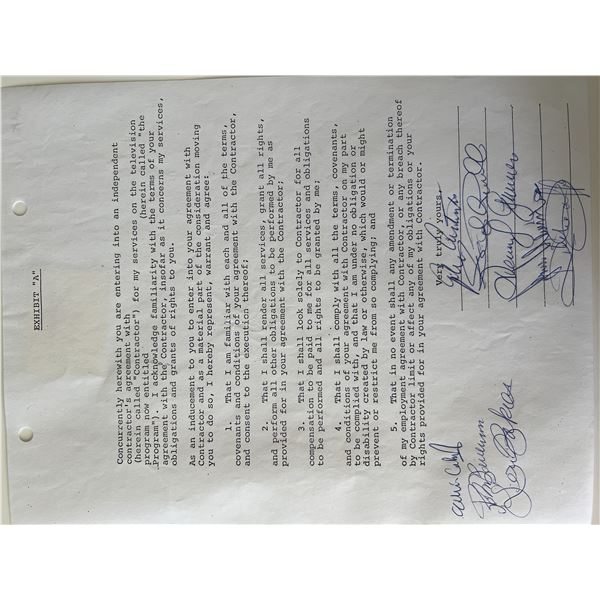 EXHIBIT "A"
Concurrently herewith you are entering into an independent
contractor's agreement with
(herein called "Contractor") for my services on the television
program now entitled (herein called "the
Program"). I acknowledge familiarity with the terms of your
agreement with the Contractor, insofar as it concerns my services,
obligations and grants of rights to you.
As an inducement to you to enter into your agreement with
Contractor and as a material part of the consideration moving
you to do so, I hereby represent, warrant and agree:
1. That I am familiar with each and all of the terms,
covenants and conditions of your agreement with the Contractor,
and consent to the execution thereof;
2. That I shall render all services, grant all rights,
and perform all other obligations to be performed by me as
provided for in your agreement with the Contractor;
3. That I shall look solely to Contractor for all
compensation to be paid to me for all services and obligations
to be performed and all rights to be granted by me;
4. That I shall comply with all the terms, covenants,
and conditions of your agreement with Contractor on my part
to be complied with, and that I am under no obligation or
disability created by law or otherwise, which would or might
prevent or restrict me from so complying; and
5. That in no event shall any amendment or termination
of my employment agreement with Contractor, or any breach thereof
by Contractor limit or affect any of my obligations or your
rights provided for in your agreement with Contractor.
Very truly yours,